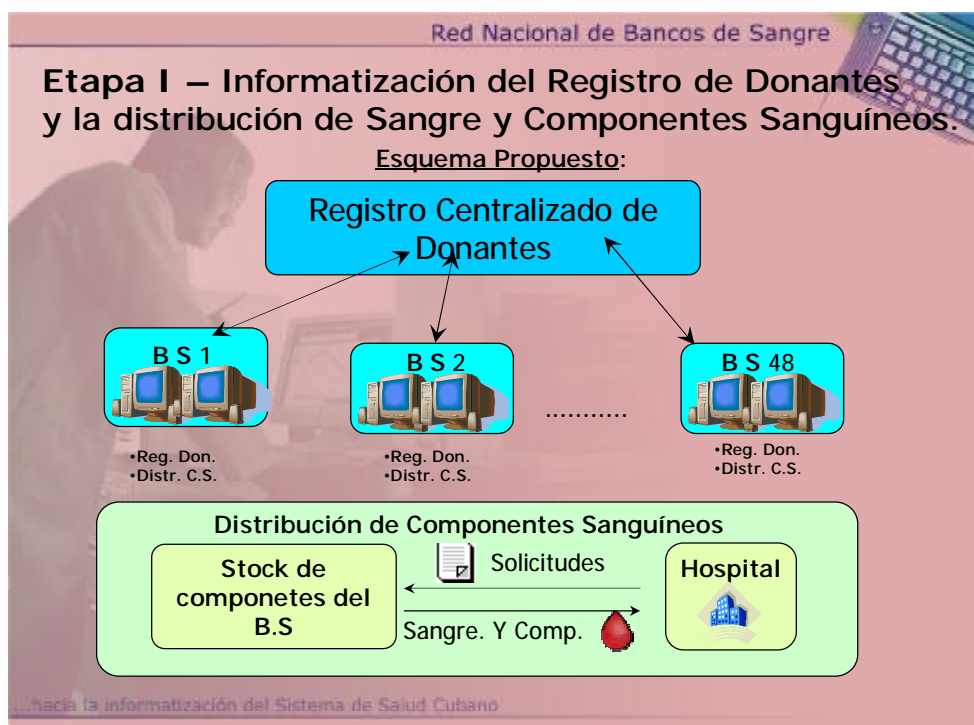 Red Nacional de Bancos de Sangre
Etapa I – Informatización del Registro de Donantes
y la distribución de Sangre y Componentes Sanguíneos.
Esquema Propuesto:
Registro Centralizado de
Donantes
B S 1
B S 2
...........
B S 48
•Reg. Don.
•Distr. C.S.
•Reg. Don.
•Distr. C.S.
•Reg. Don.
•Distr. C.S.
Distribución de Componentes Sanguíneos
Stock de
componetes del
B.S
Solicitudes
Sangre. Y Comp.
Hospital
...hacia la informatización del Sistema de Salud Cubano